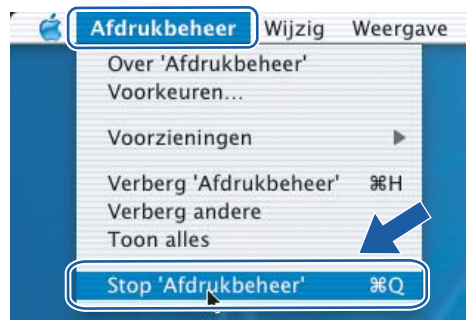 Afdrukbeheer Wijzig Weergave
Over 'Afdrukbeheer'
Voorkeuren...
Voorzieningen
Verberg 'Afdrukbeheer' ⌘H
Verberg andere
Toon alles
Stop 'Afdrukbeheer' ⌘Q